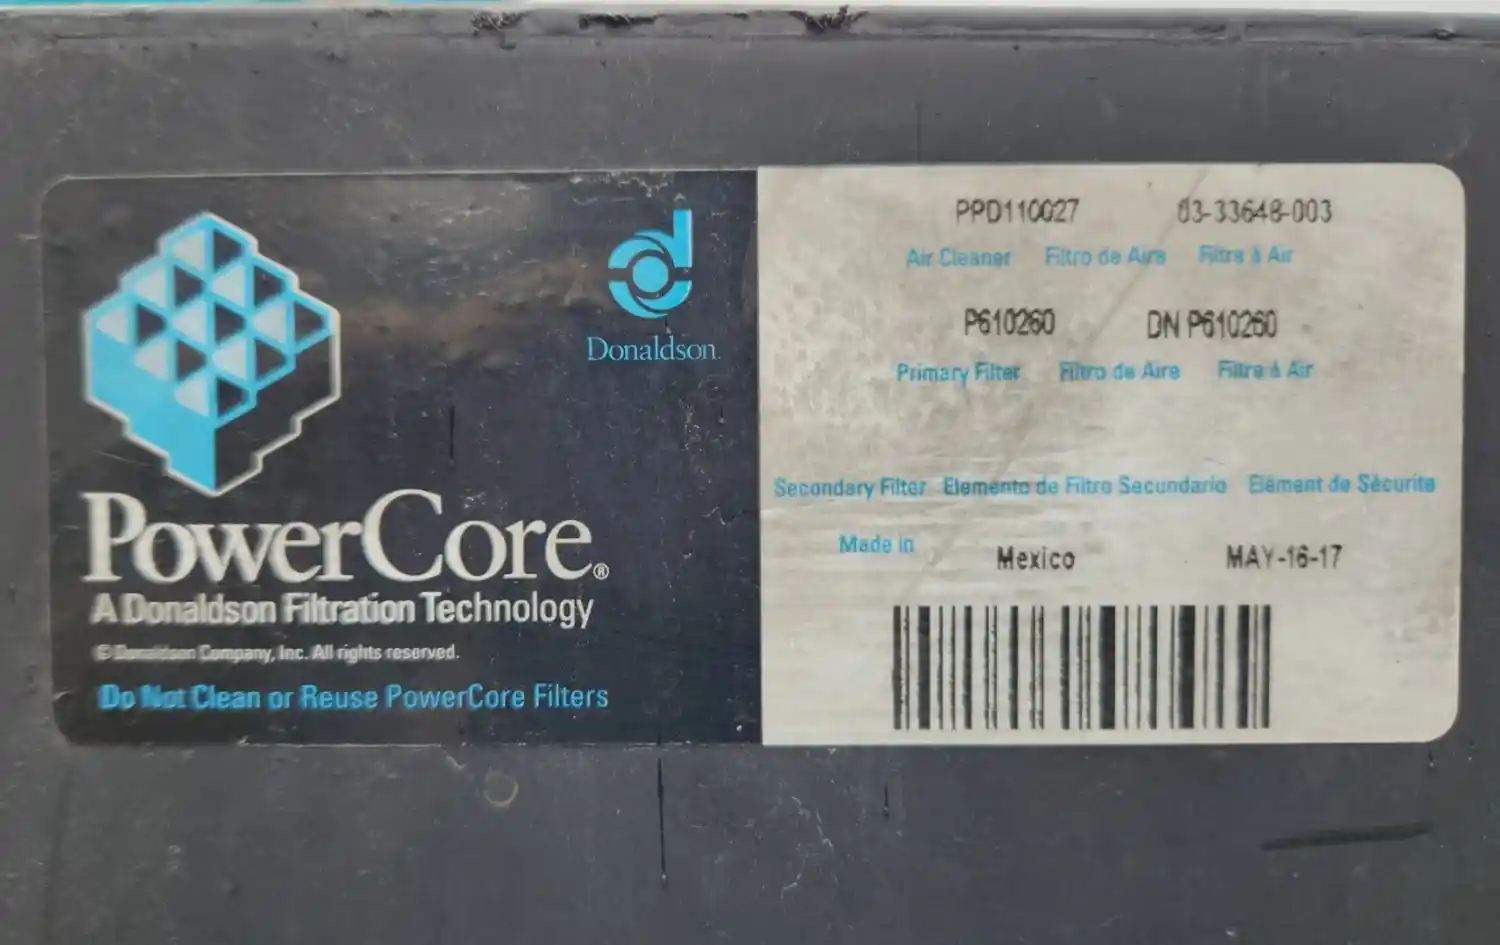 Donaldson.
PowerCore®
A Donaldson Filtration Technology
© Donaldson Company, Inc. All rights reserved.
Do Not Clean or Reuse PowerCore Filters
PPD110027 03-33648-003
Air Cleaner Filtro de Aire Filtre à Air
P610260 DN P610260
Primary Filter Filtro de Aire Filtre à Air
Secondary Filter Elemento de Filtro Secundario Elément de Sécurité
Made in Mexico MAY-16-17